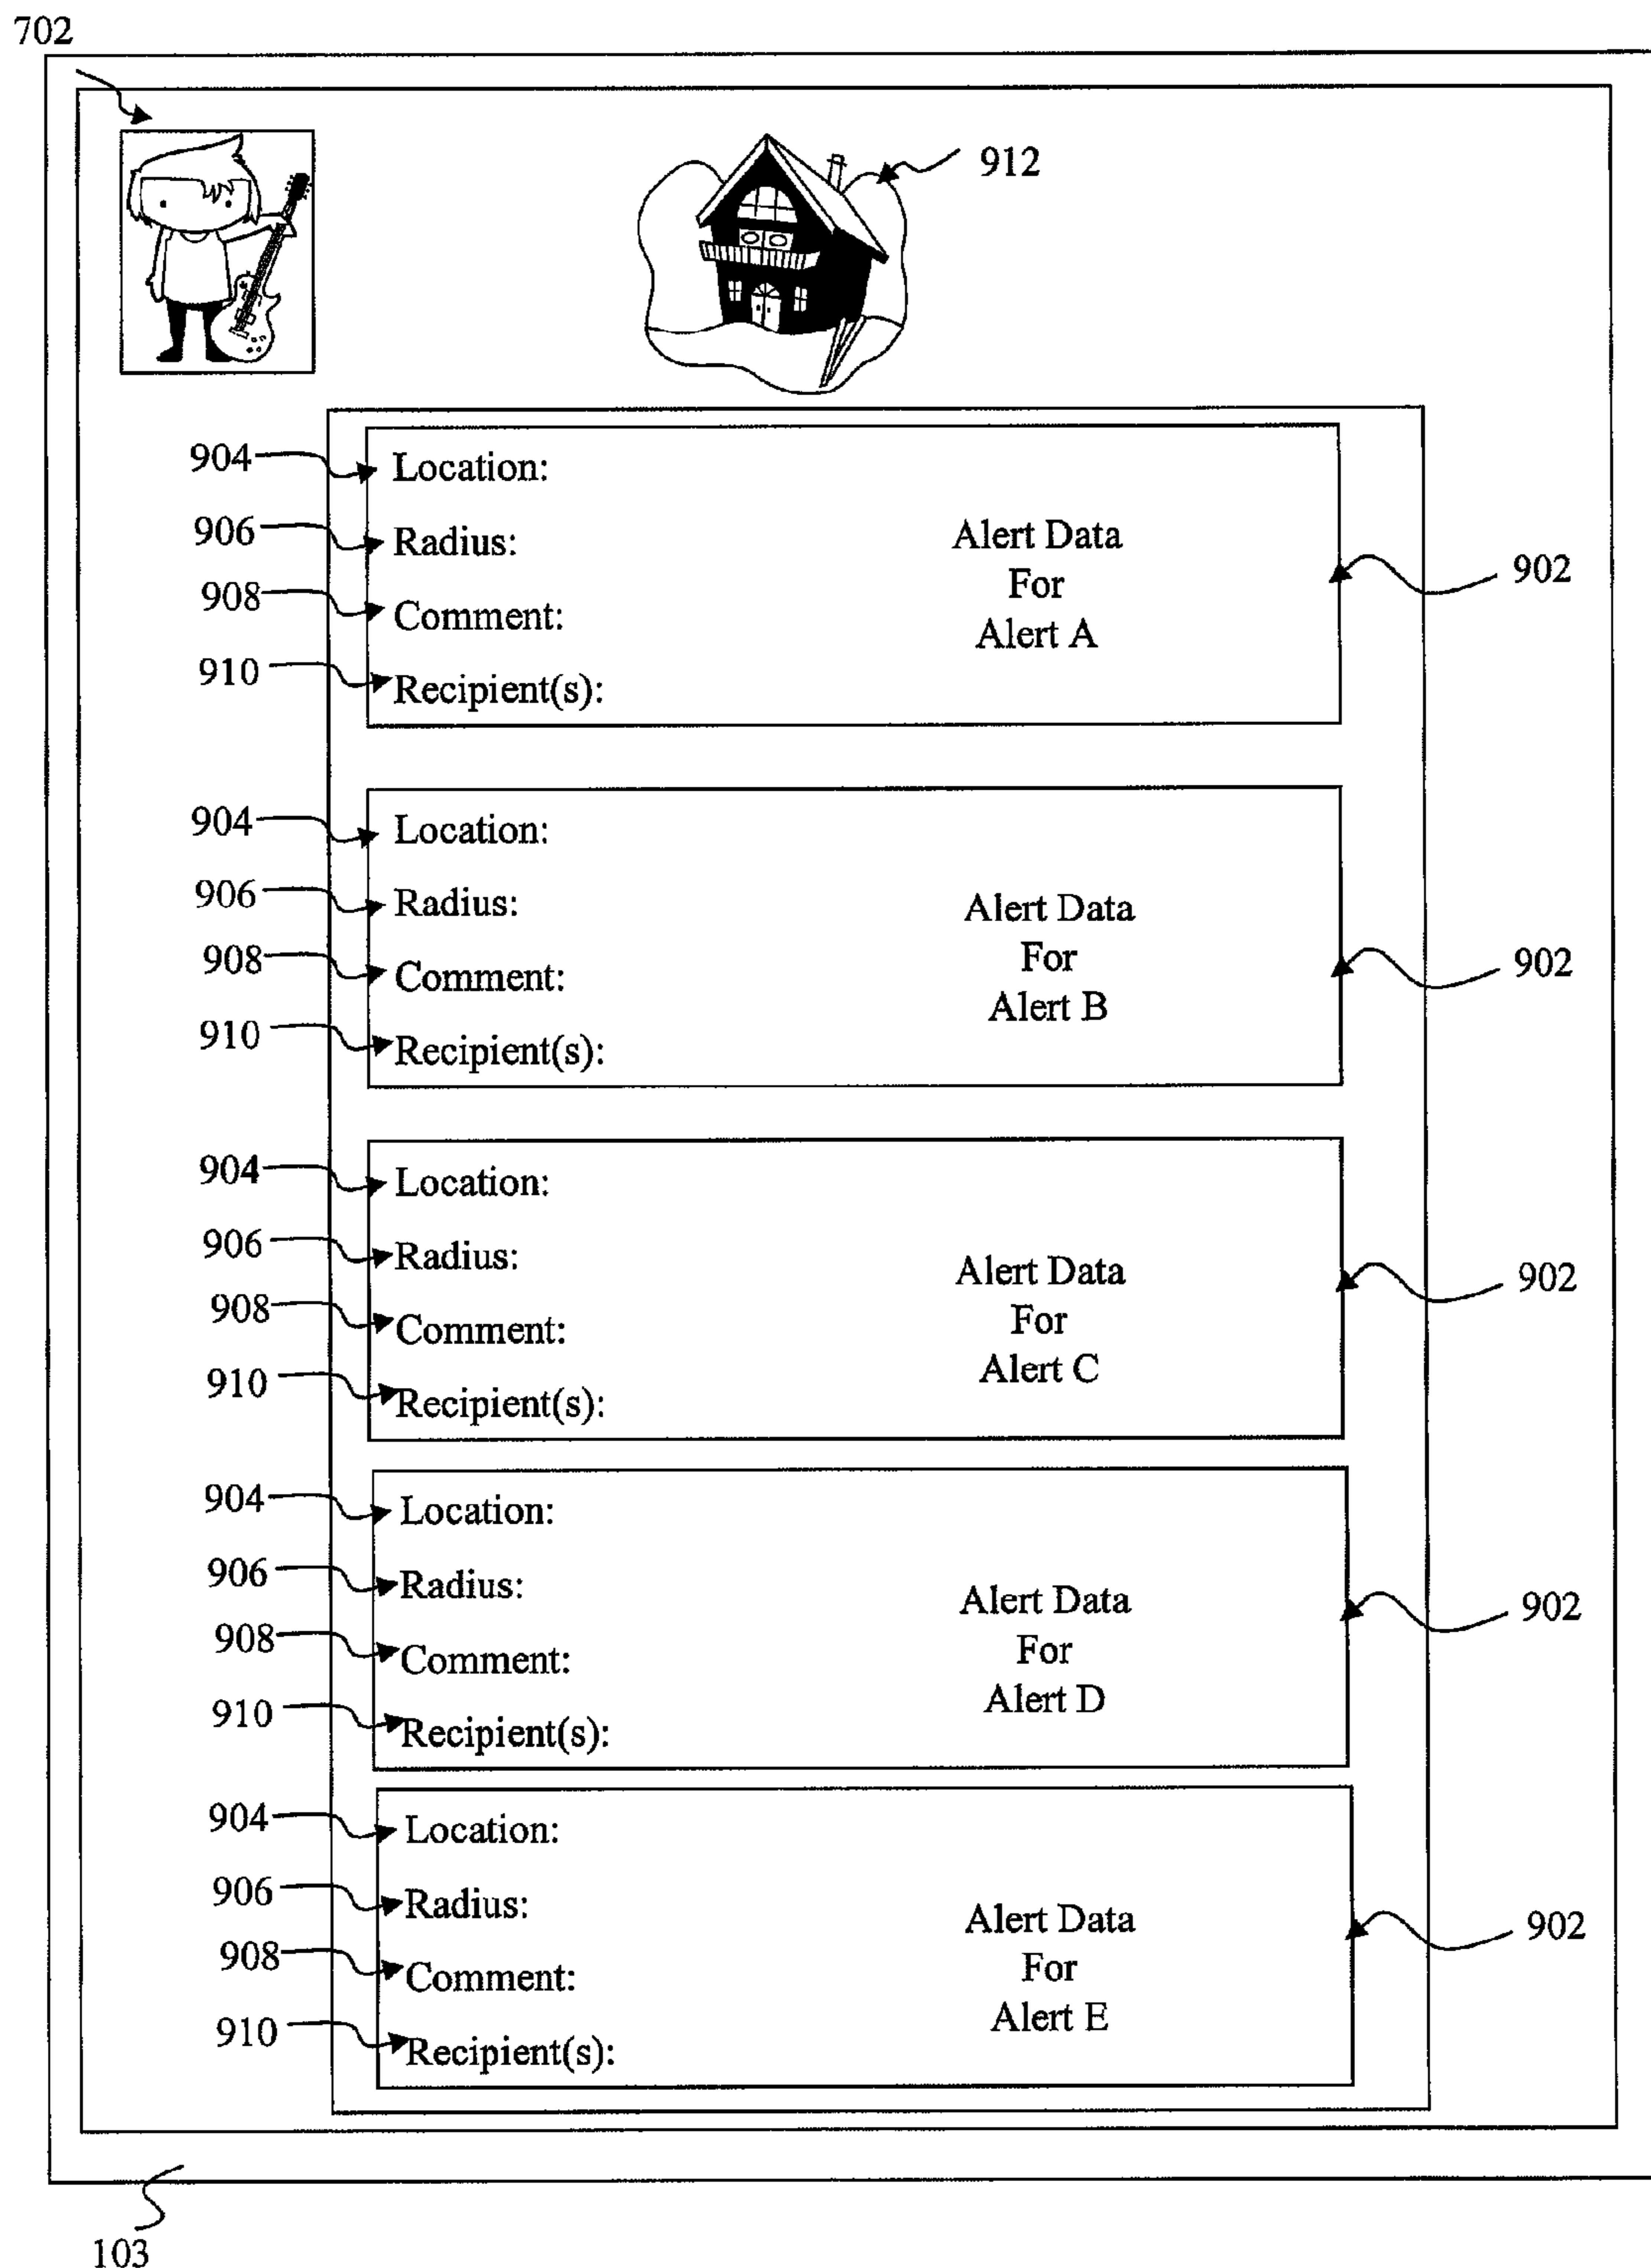 702
912
904 Location:
906 Radius:
908 Comment:
910 Recipient(s):
Alert Data
For
Alert A
902
904 Location:
906 Radius:
908 Comment:
910 Recipient(s):
Alert Data
For
Alert B
902
904 Location:
906 Radius:
908 Comment:
910 Recipient(s):
Alert Data
For
Alert C
902
904 Location:
906 Radius:
908 Comment:
910 Recipient(s):
Alert Data
For
Alert D
902
904 Location:
906 Radius:
908 Comment:
910 Recipient(s):
Alert Data
For
Alert E
902
103